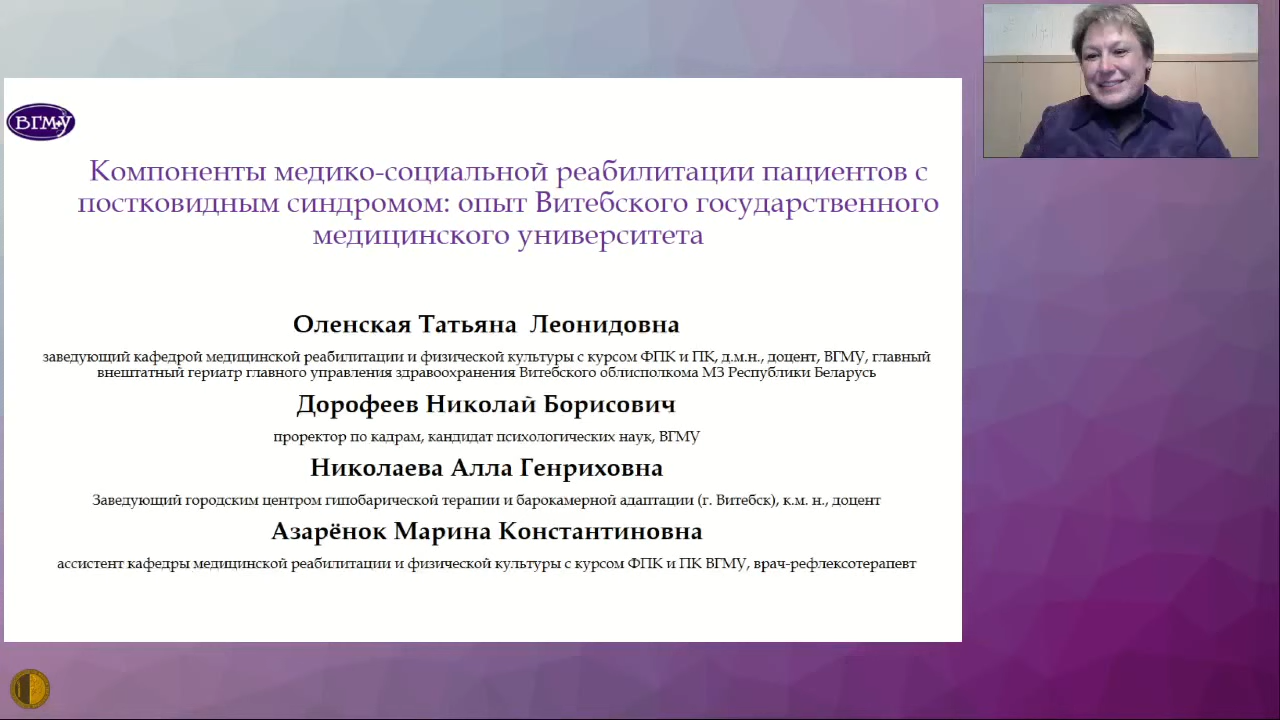 ВГМУ
Компоненты медико-социальной реабилитации пациентов с
постковидным синдромом: опыт Витебского государственного
медицинского университета
Оленская Татьяна Леонидовна
заведующий кафедрой медицинской реабилитации и физической культуры с курсом ФПК и ПК, д.м.н., доцент, ВГМУ, главный
внештатный гериатр главного управления здравоохранения Витебского облисполкома МЗ Республики Беларусь
Дорофеев Николай Борисович
проректор по кадрам, кандидат психологических наук, ВГМУ
Николаева Алла Генриховна
Заведующий городским центром гипобарической терапии и барокамерной адаптации (г. Витебск), к.м. н., доцент
Азарёнок Марина Константиновна
ассистент кафедры медицинской реабилитации и физической культуры с курсом ФПК и ПК ВГМУ, врач-рефлексотерапевт